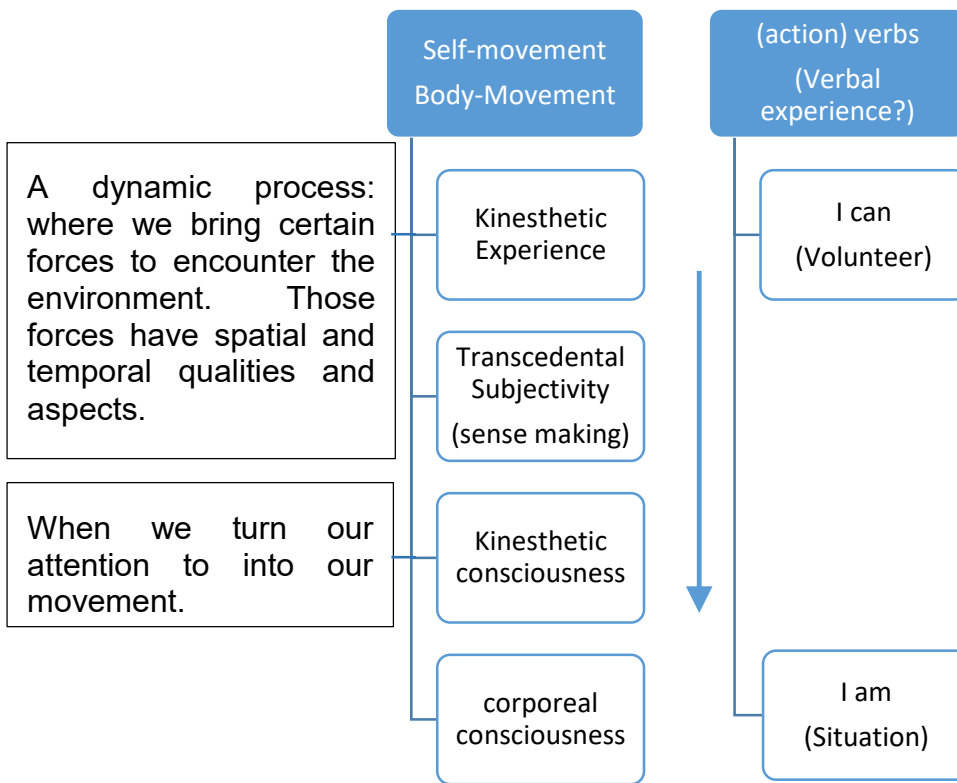 Self-movement
Body-Movement
(action) verbs
(Verbal
experience?)
A dynamic process:
where we bring certain
forces to encounter the
environment. Those
forces have spatial and
temporal qualities and
aspects.
Kinesthetic
Experience
I can
(Volunteer)
Transcedental
Subjectivity
(sense making)
When we turn our
attention to into our
movement.
Kinesthetic
consciousness
corporeal
consciousness
I am
(Situation)